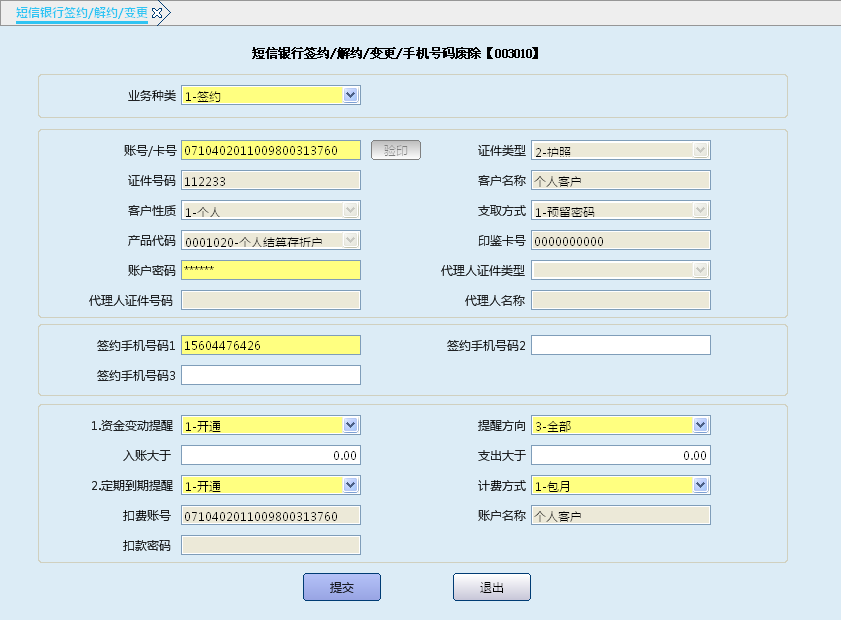 短信银行签约/解约/变更
短信银行签约/解约/变更/手机号码废除【003010】
业务种类 1-签约
账号/卡号 0710402011009800313760 验印 证件类型 2-护照
证件号码 112233 客户名称 个人客户
客户性质 1-个人 支取方式 1-预留密码
产品代码 0001020-个人结算存折户 印鉴卡号 0000000000
账户密码 ****** 代理人证件类型
代理人证件号码 代理人名称
签约手机号码1 15604476426 签约手机号码2
签约手机号码3
1.资金变动提醒 1-开通 提醒方向 3-全部
入账大于 0.00 支出大于 0.00
2.定期到期提醒 1-开通 计费方式 1-包月
扣费账号 0710402011009800313760 账户名称 个人客户
扣款密码
提交 退出